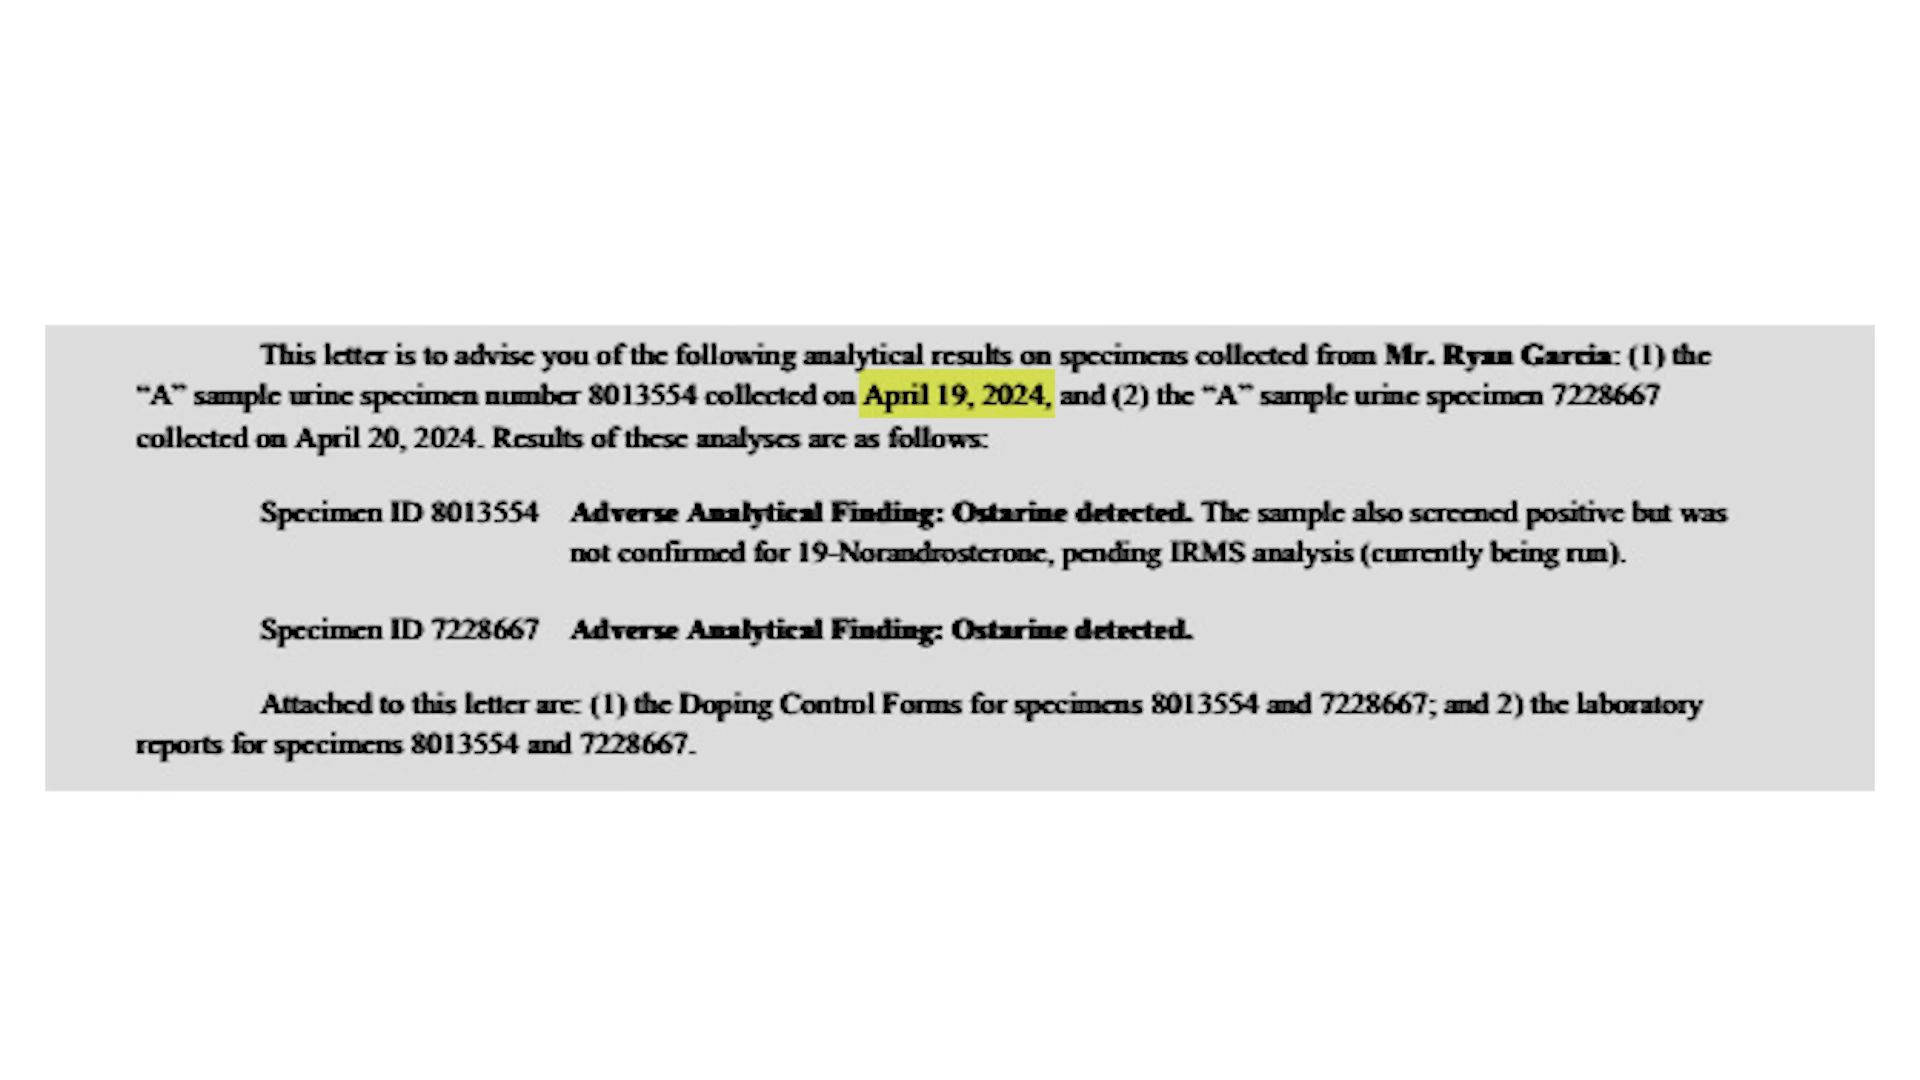 This letter is to advise you of the following analytical results on specimens collected from Mr. Ryan Garcia: (1) the
“A” sample urine specimen number 8013554 collected on April 19, 2024, and (2) the “A” sample urine specimen 7228667
collected on April 20, 2024. Results of these analyses are as follows:
Specimen ID 8013554 Adverse Analytical Finding: Ostarine detected. The sample also screened positive but was
not confirmed for 19-Norandrosterone, pending IRMS analysis (currently being run).
Specimen ID 7228667 Adverse Analytical Finding: Ostarine detected.
Attached to this letter are: (1) the Doping Control Forms for specimens 8013554 and 7228667; and 2) the laboratory
reports for specimens 8013554 and 7228667.